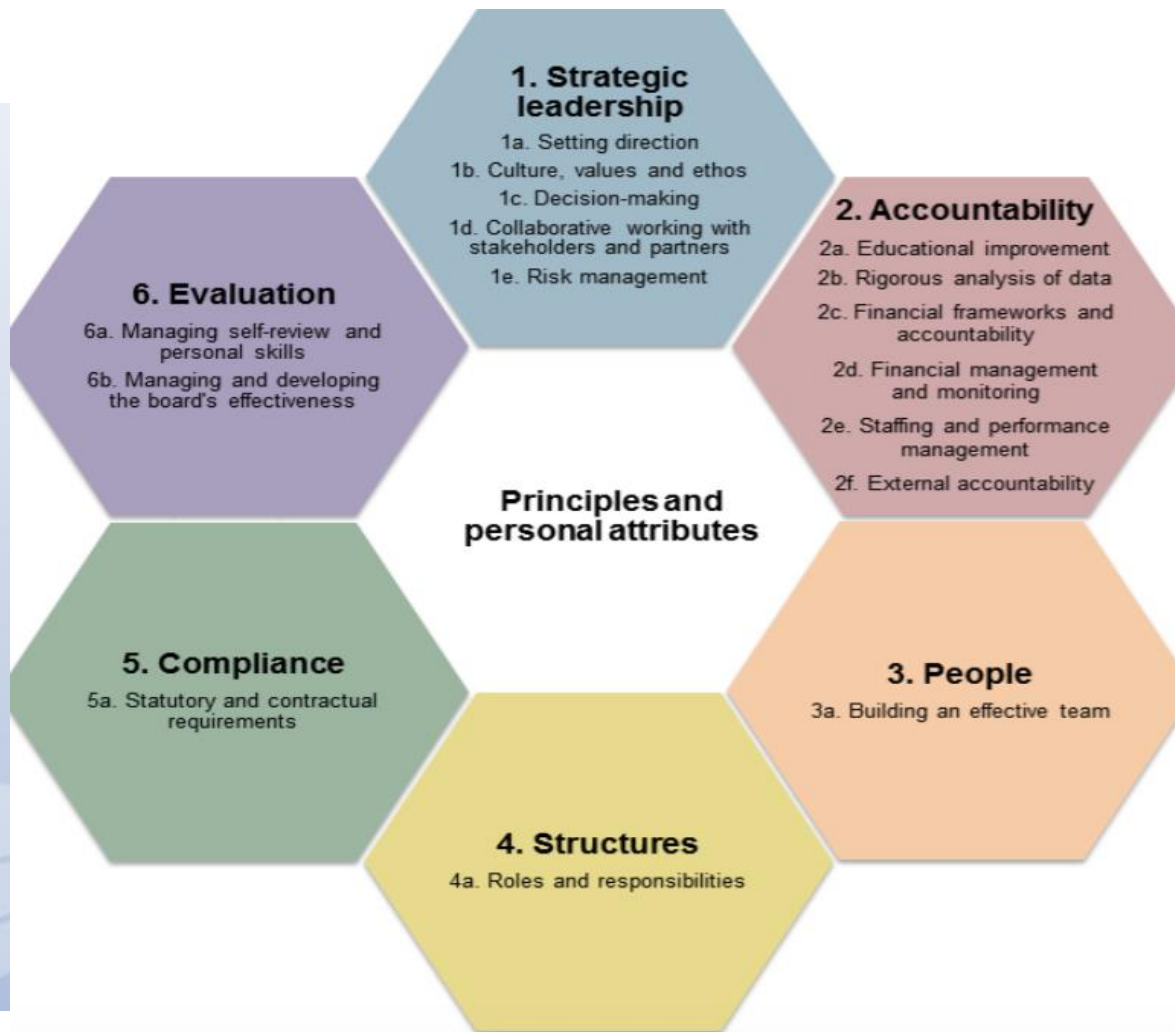 1. Strategic
leadership
1a. Setting direction
1b. Culture, values and ethos
1c. Decision-making
1d. Collaborative working with
stakeholders and partners
1e. Risk management
2. Accountability
2a. Educational improvement
2b. Rigorous analysis of data
2c. Financial frameworks and
accountability
2d. Financial management
and monitoring
2e. Staffing and performance
management
2f. External accountability
3. People
3a. Building an effective team
4. Structures
4a. Roles and responsibilities
5. Compliance
5a. Statutory and contractual
requirements
6. Evaluation
6a. Managing self-review and
personal skills
6b. Managing and developing
the board's effectiveness
Principles and
personal attributes